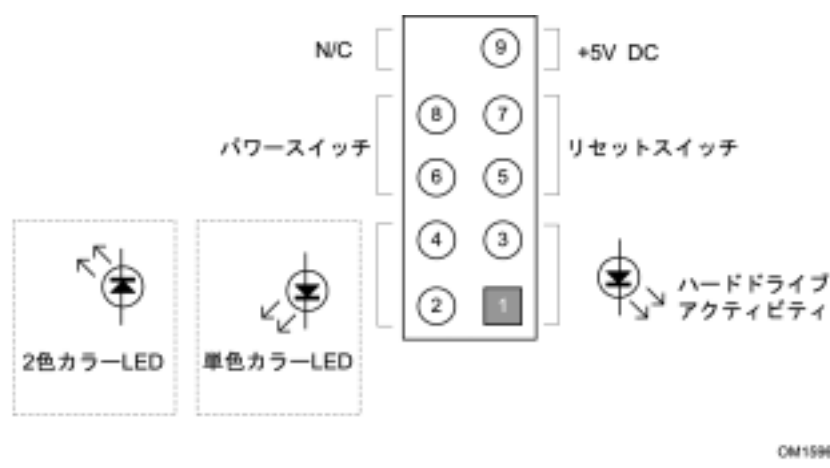 N/C
9
+5V DC
8
7
パワースイッチ
リセットスイッチ
6
5
4
3
2
1
ハードドライブ
アクティビティ
2色カラーLED
単色カラーLED
OM1596